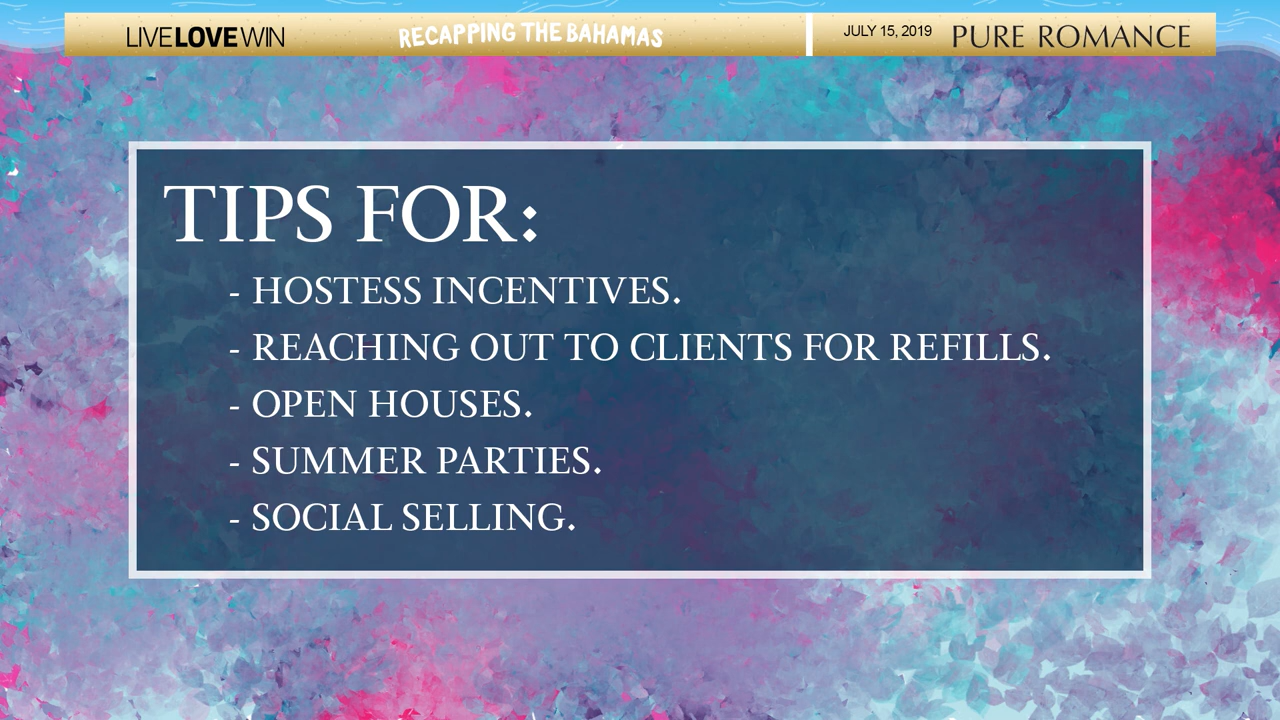 LIVELOVEWIN
RECAPPING THE BAHAMAS
JULY 15, 2019
PURE ROMANCE
TIPS FOR:
- HOSTESS INCENTIVES.
- REACHING OUT TO CLIENTS FOR REFILLS.
- OPEN HOUSES.
- SUMMER PARTIES.
- SOCIAL SELLING.